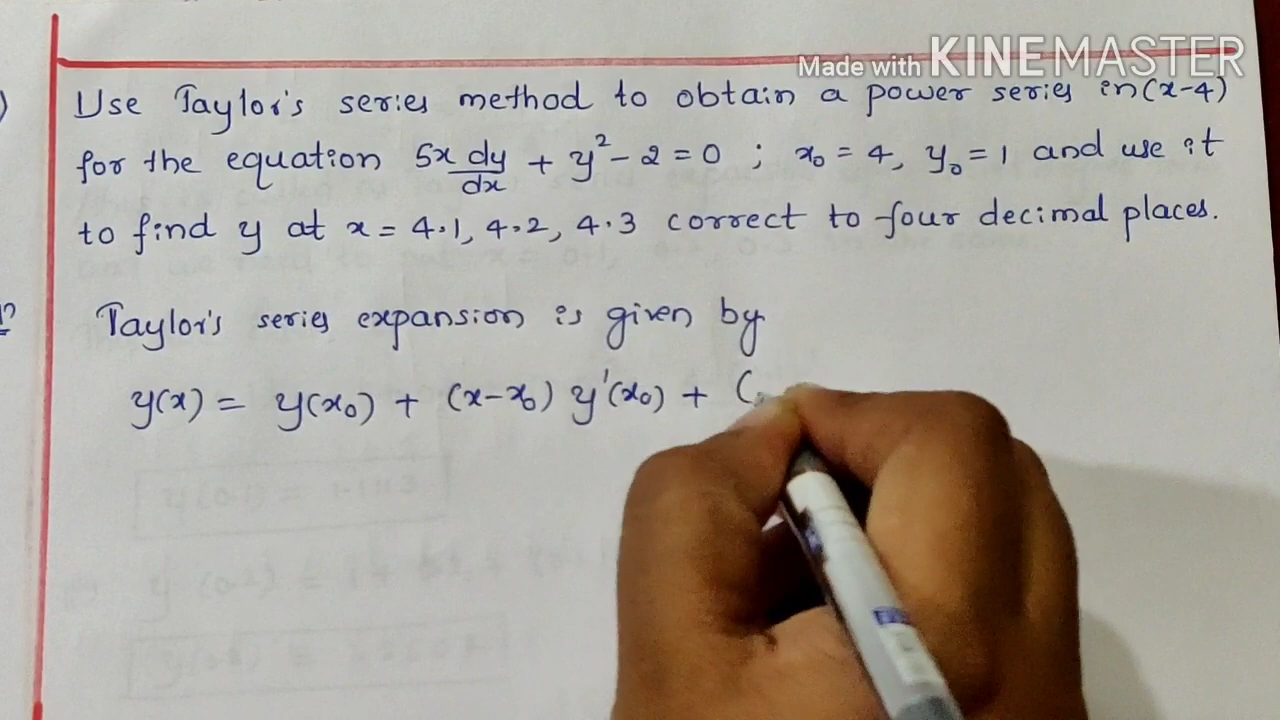 Made with KINEMASTER
Use Taylor's series method to obtain a power series in (x-4)
for the equation 5x dy/dx + y² - 2 = 0 ; x₀ = 4, y₀ = 1 and use it
to find y at x = 4.1, 4.2, 4.3 correct to four decimal places.
Taylor's series expansion is given by
y(x) = y(x₀) + (x-x₀) y'(x₀) + (